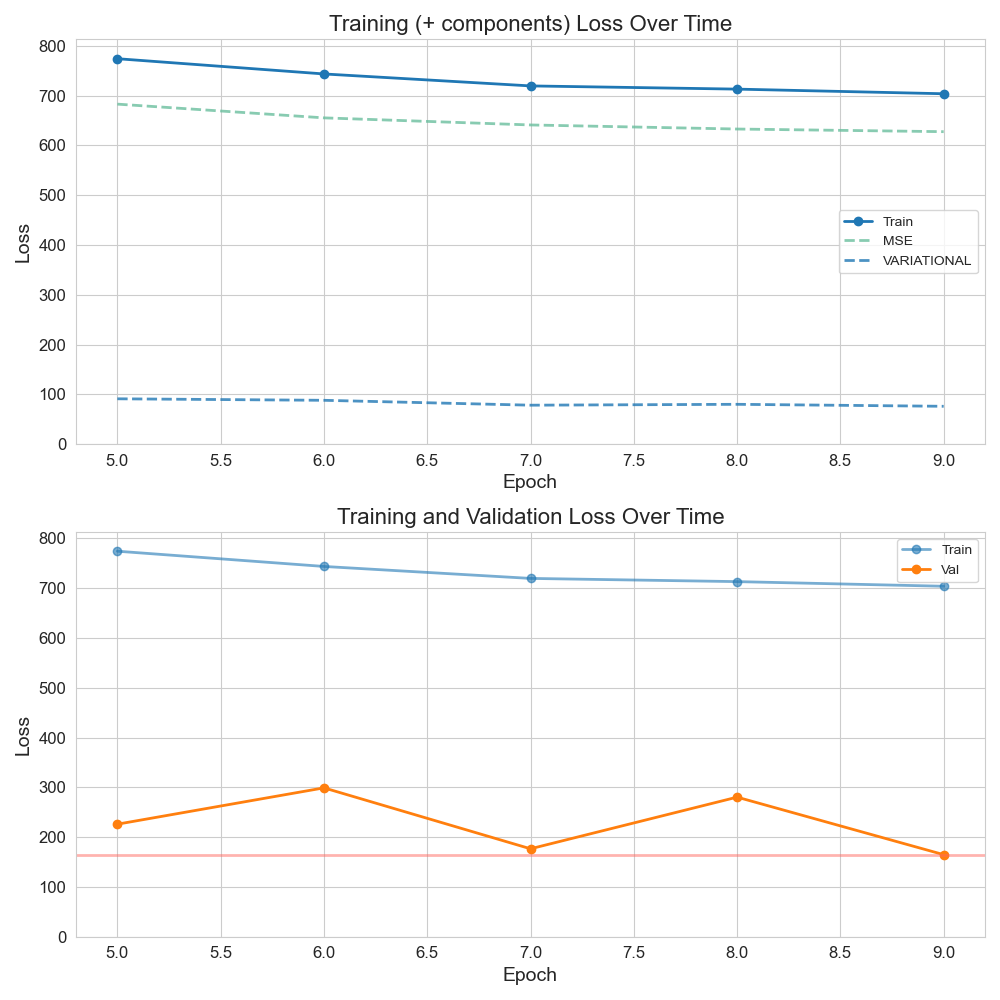 Training (+ components) Loss Over Time
800
700
600
500
400
300
200
100
0
Loss
Train
MSE
VARIATIONAL
5.0 5.5 6.0 6.5 7.0 7.5 8.0 8.5 9.0
Epoch
Training and Validation Loss Over Time
800
700
600
500
400
300
200
100
0
Loss
Train
Val
5.0 5.5 6.0 6.5 7.0 7.5 8.0 8.5 9.0
Epoch